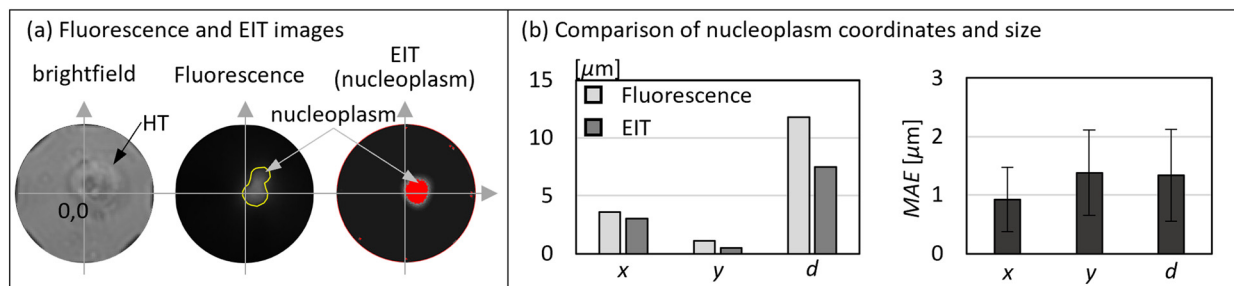 (a) Fluorescence and EIT images
brightfield
Fluorescence
EIT
(nucleoplasm)
HT
nucleoplasm
0,0
(b) Comparison of nucleoplasm coordinates and size
[μm]
15
10
5
0
Fluorescence
EIT
x y d
MAE [μm]
3
2
1
0
x y d